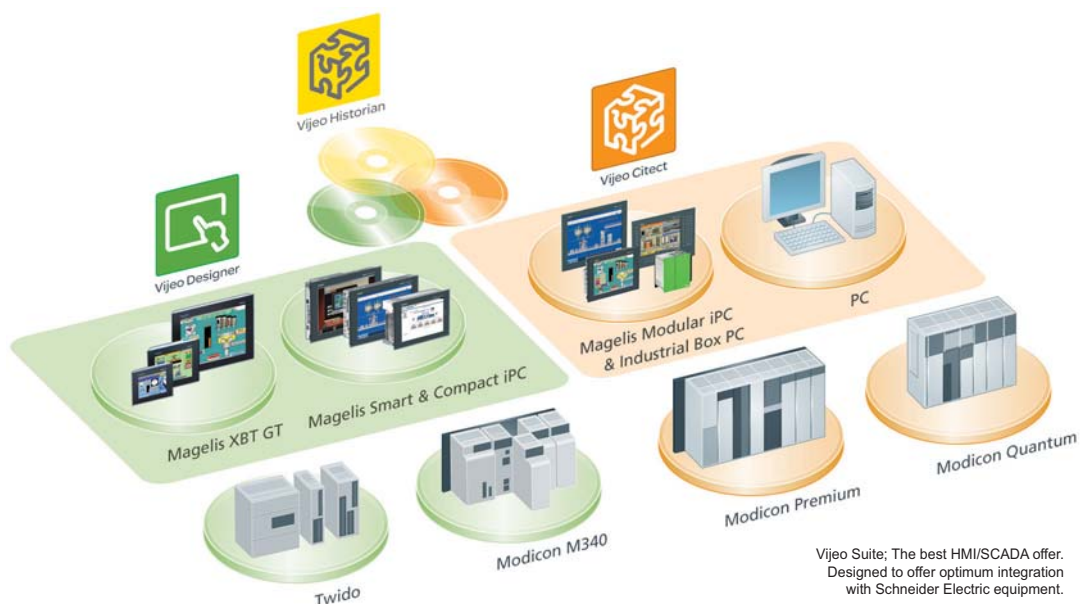 Vijeo Historian
Vijeo Citect
Vijeo Designer
PC
Magelis Modular iPC
& Industrial Box PC
Magelis Smart & Compact iPC
Magelis XBT GT
Modicon Quantum
Modicon Premium
Modicon M340
Twido
Vijeo Suite; The best HMI/SCADA offer.
Designed to offer optimum integration
with Schneider Electric equipment.